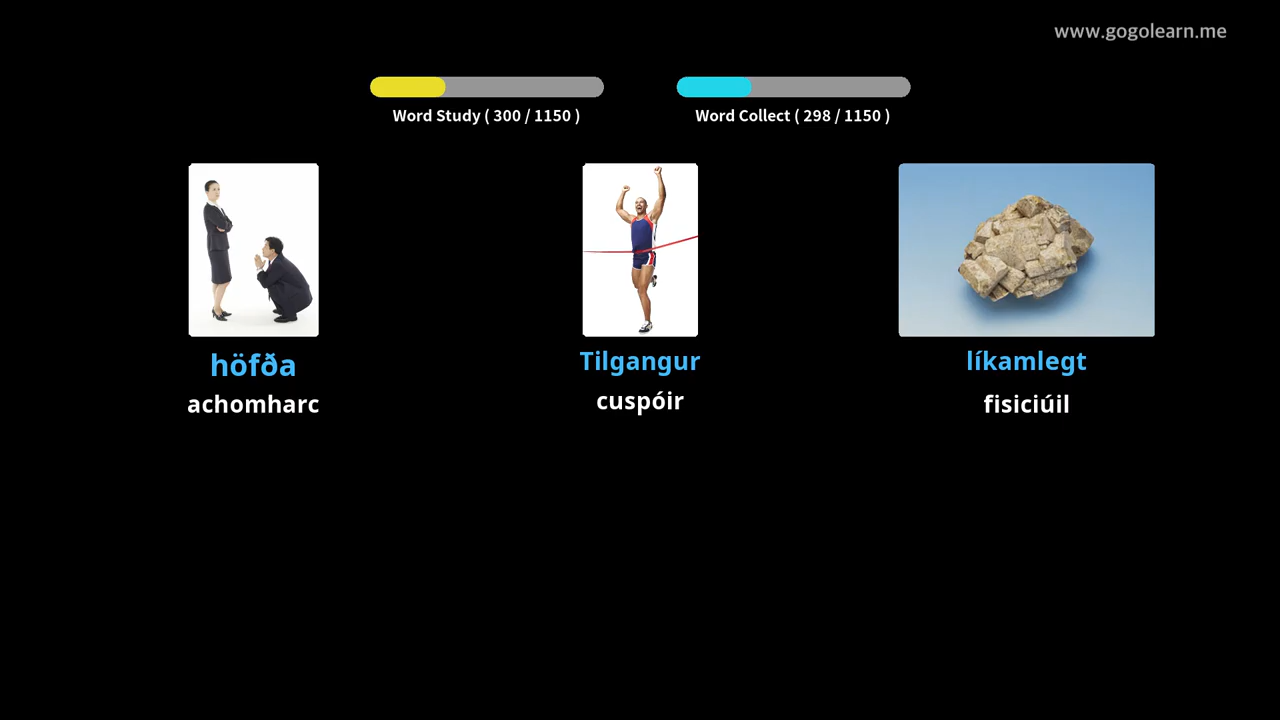 www.gogolearn.me
Word Study ( 300 / 1150 )
Word Collect ( 298 / 1150 )
höfða
achomharc
Tilgangur
cuspóir
líkamlegt
fisiciúil